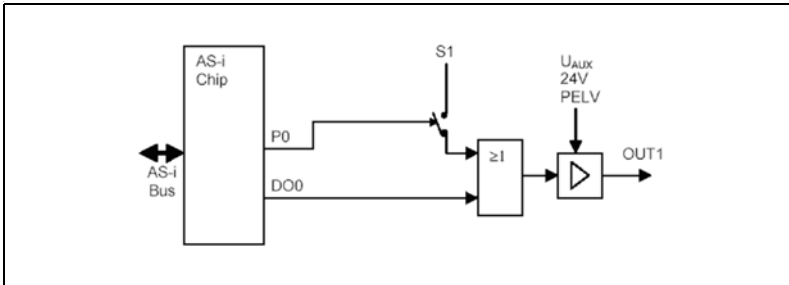 AS-i
Chip
S1
UAUX
24V
PELV
P0
≥1
OUT1
AS-i
Bus
DO0